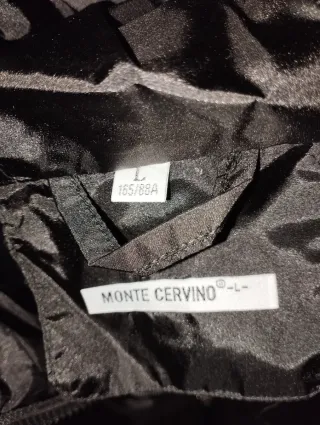 L
165/88A
MONTE CERVINO® -L-